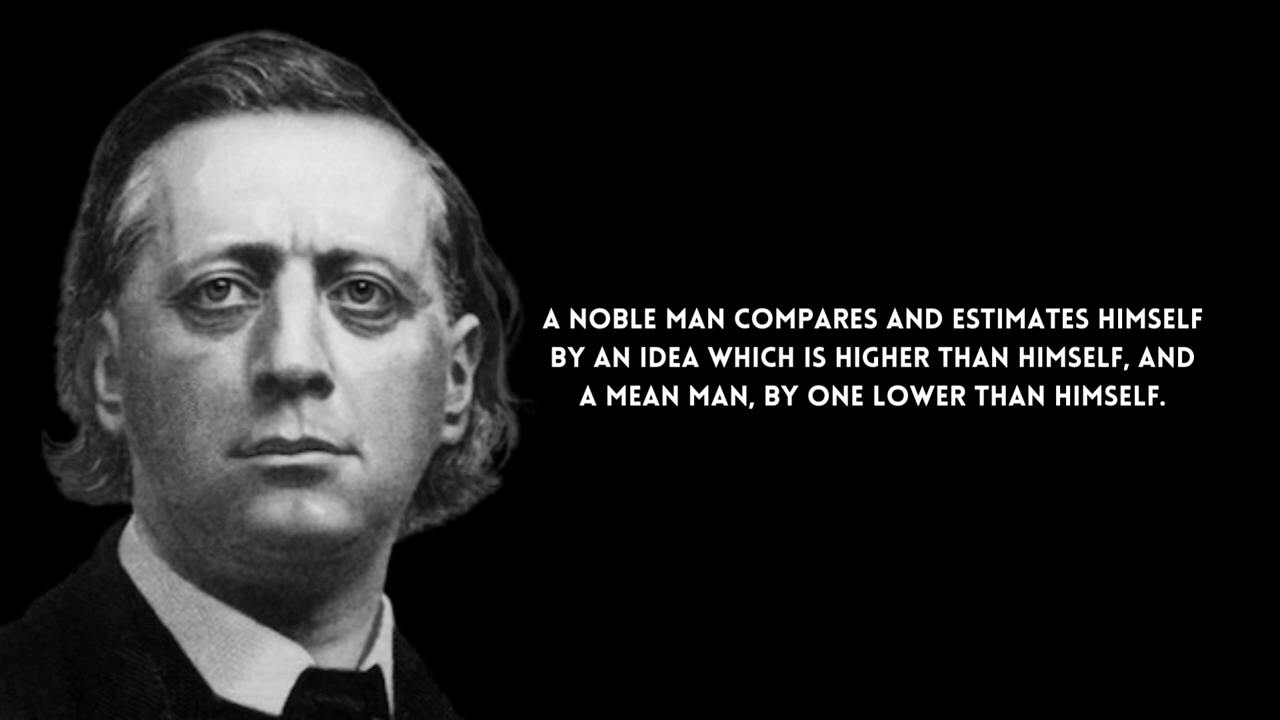 A NOBLE MAN COMPARES AND ESTIMATES HIMSELF
BY AN IDEA WHICH IS HIGHER THAN HIMSELF, AND
A MEAN MAN, BY ONE LOWER THAN HIMSELF.